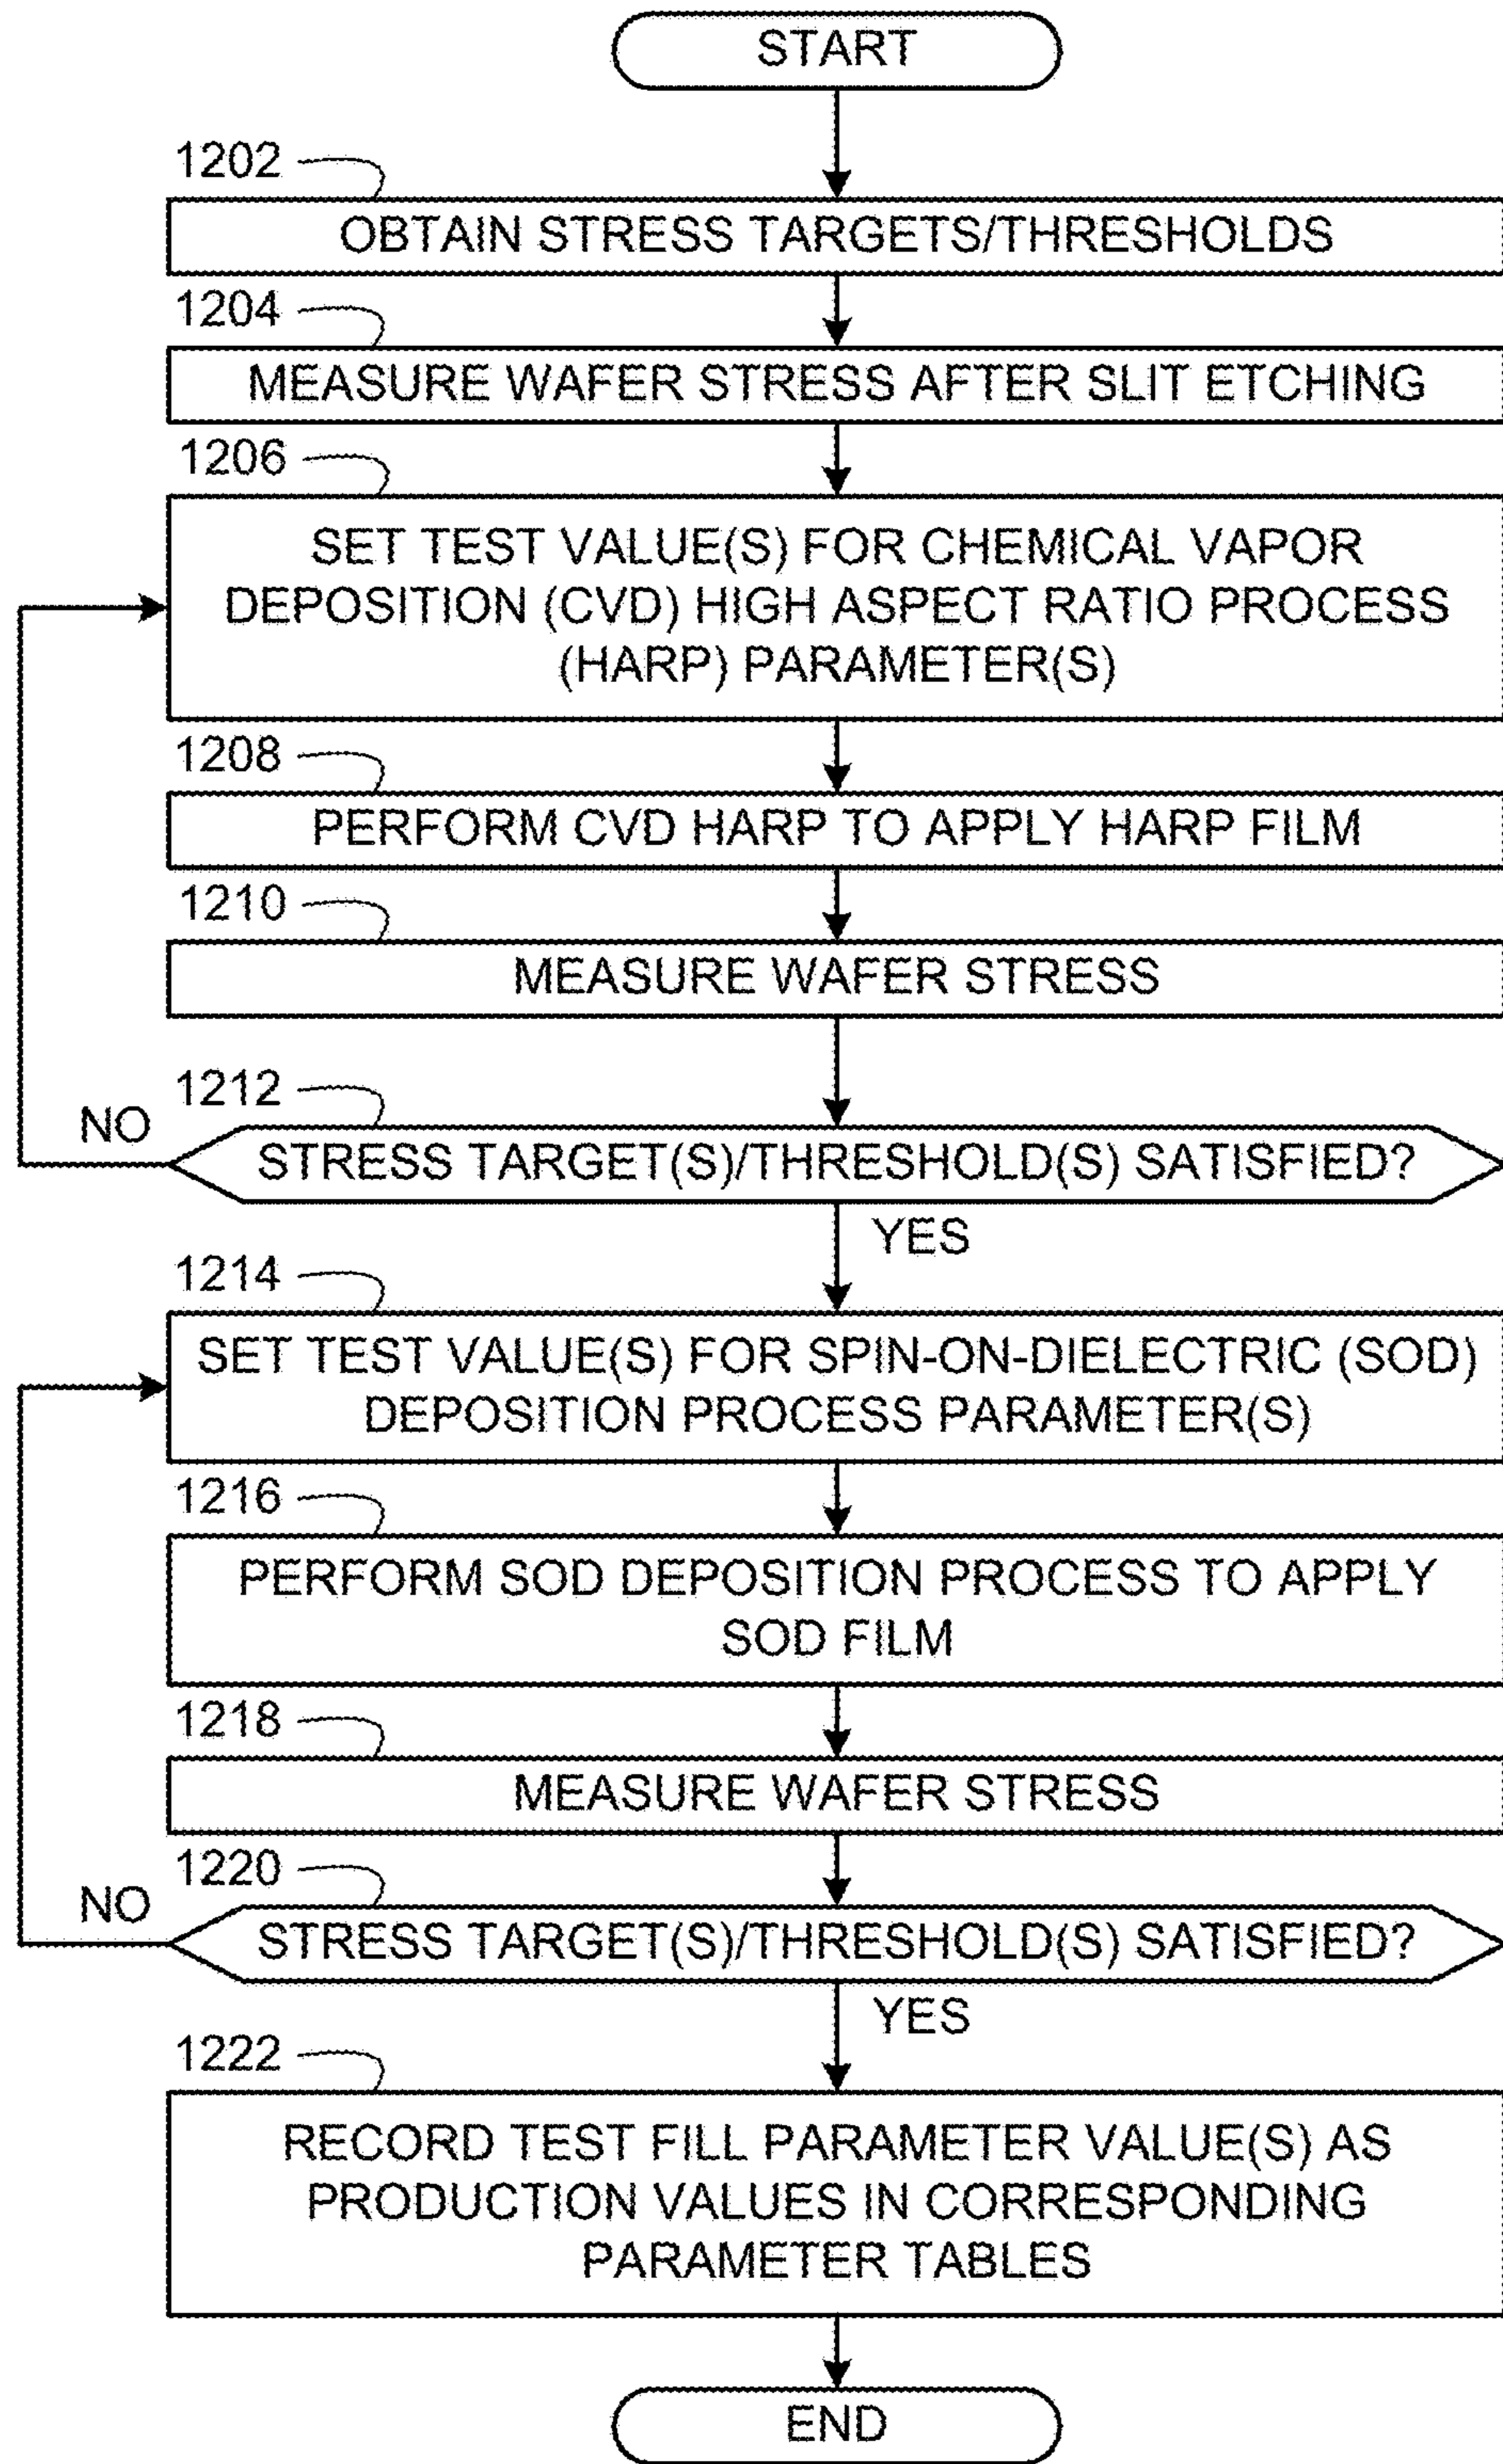 START
1202
OBTAIN STRESS TARGETS/THRESHOLDS
1204
MEASURE WAFER STRESS AFTER SLIT ETCHING
1206
SET TEST VALUE(S) FOR CHEMICAL VAPOR
DEPOSITION (CVD) HIGH ASPECT RATIO PROCESS
(HARP) PARAMETER(S)
1208
PERFORM CVD HARP TO APPLY HARP FILM
1210
MEASURE WAFER STRESS
1212
NO
STRESS TARGET(S)/THRESHOLD(S) SATISFIED?
YES
1214
SET TEST VALUE(S) FOR SPIN-ON-DIELECTRIC (SOD)
DEPOSITION PROCESS PARAMETER(S)
1216
PERFORM SOD DEPOSITION PROCESS TO APPLY
SOD FILM
1218
MEASURE WAFER STRESS
1220
NO
STRESS TARGET(S)/THRESHOLD(S) SATISFIED?
YES
1222
RECORD TEST FILL PARAMETER VALUE(S) AS
PRODUCTION VALUES IN CORRESPONDING
PARAMETER TABLES
END